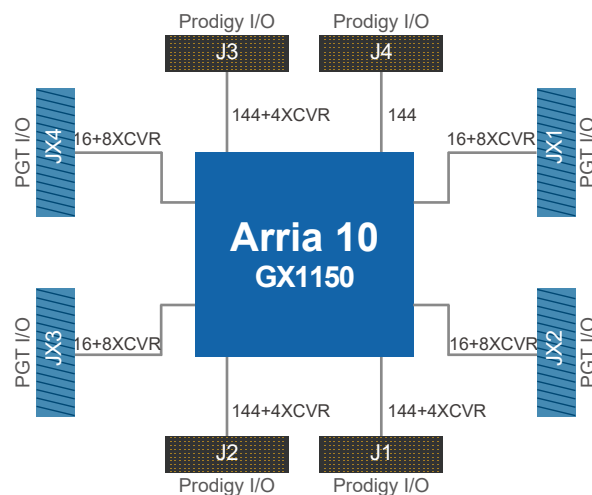 Prodigy I/O
Prodigy I/O
J3
J4
144+4XCVR
144
PGT I/O
JX4
16+8XCVR
16+8XCVR
JX1
PGT I/O
Arria 10
GX1150
PGT I/O
JX3
16+8XCVR
16+8XCVR
JX2
PGT I/O
144+4XCVR
144+4XCVR
J2
J1
Prodigy I/O
Prodigy I/O